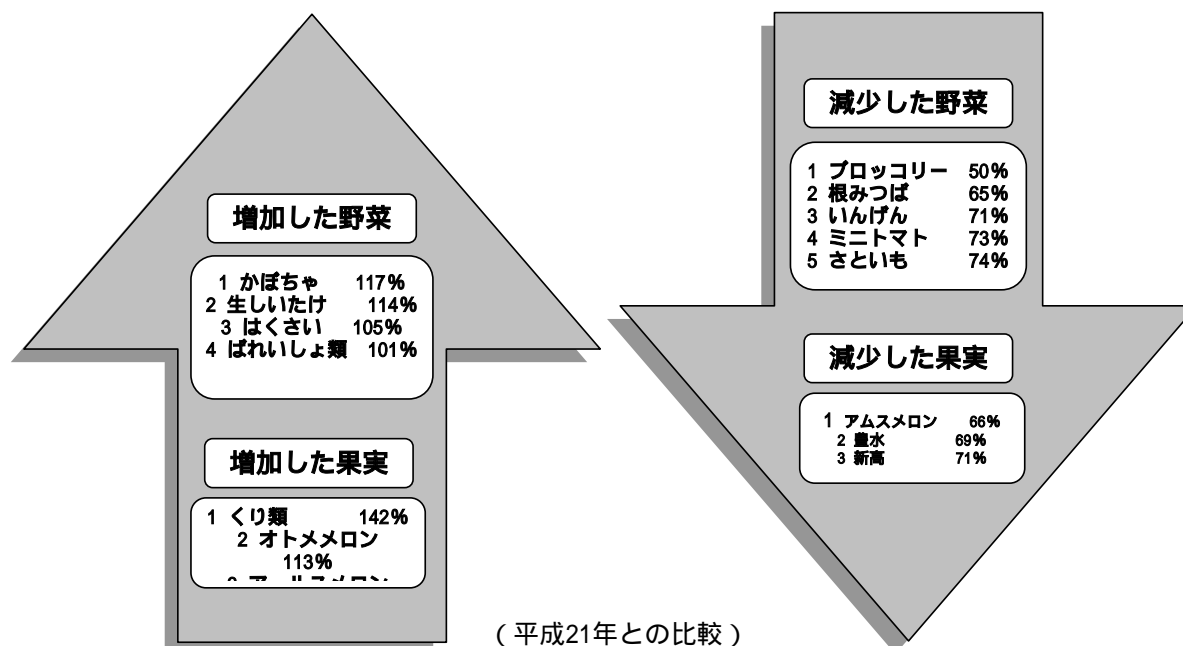 増加した野菜
1 かぼちゃ 117%
2 生しいたけ 114%
3 はくさい 105%
4 ばれいしょ類 101%
増加した果実
1 くり類 142%
2 オトメメロン
113%
減少した野菜
1 ブロッコリー 50%
2 根みつば 65%
3 いんげん 71%
4 ミニトマト 73%
5 さといも 74%
減少した果実
1 アムスメロン 66%
2 豊水 69%
3 新高 71%
(平成21年との比較)